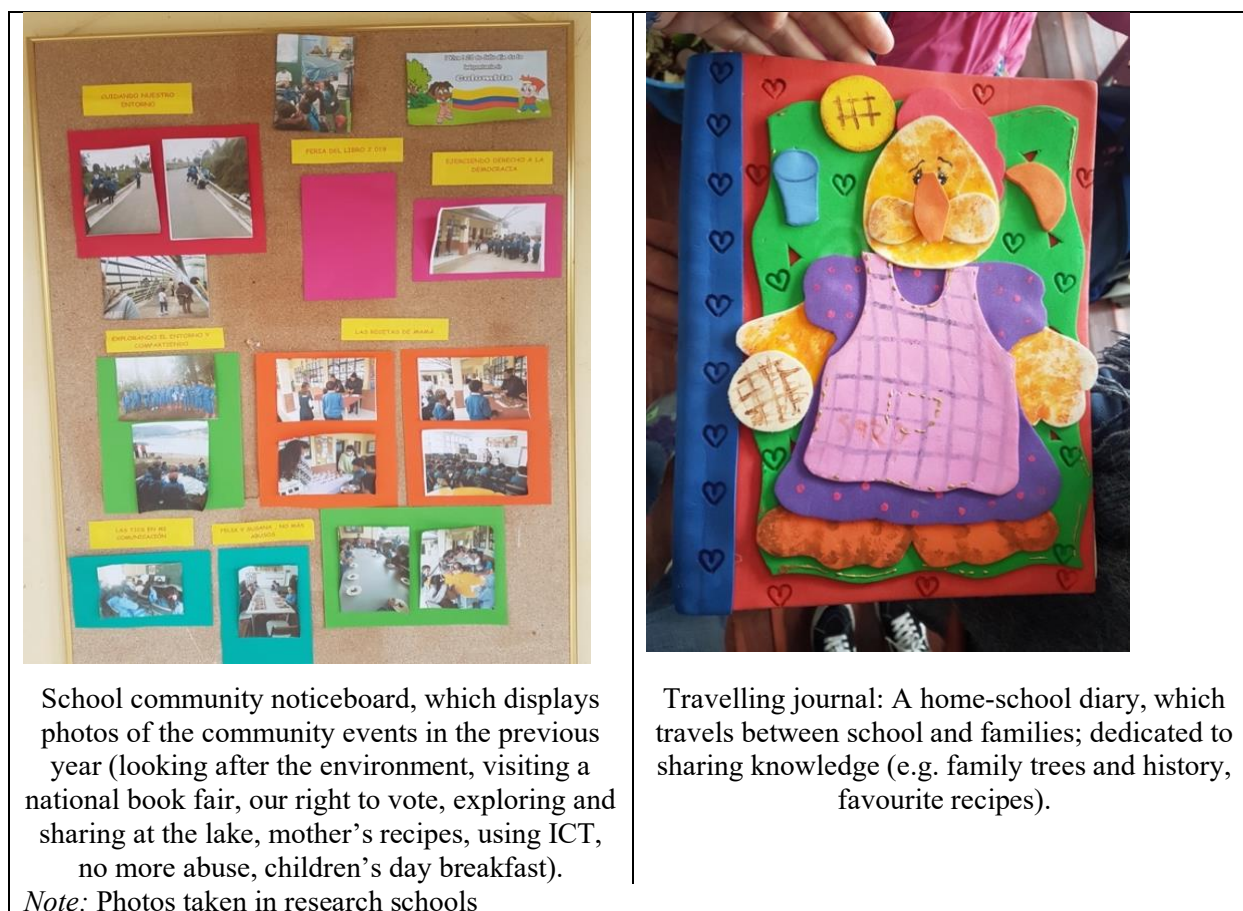 CUIDANDO NUESTRO
ENTORNO
Colombia
FERIA DEL LIBRO
EJERCIENDO DERECHO A LA
DEMOCRACIA
EXPLORANDO EL ENTORNO Y
COMPARTIENDO
LAS RECETAS DE MAMÁ
LAS TICS EN MI
COMUNICACIÓN
NO MÁS
School community noticeboard, which displays
photos of the community events in the previous
year (looking after the environment, visiting a
national book fair, our right to vote, exploring and
sharing at the lake, mother’s recipes, using ICT,
no more abuse, children’s day breakfast).
Travelling journal: A home-school diary, which
travels between school and families; dedicated to
sharing knowledge (e.g. family trees and history,
favourite recipes).
Note: Photos taken in research schools